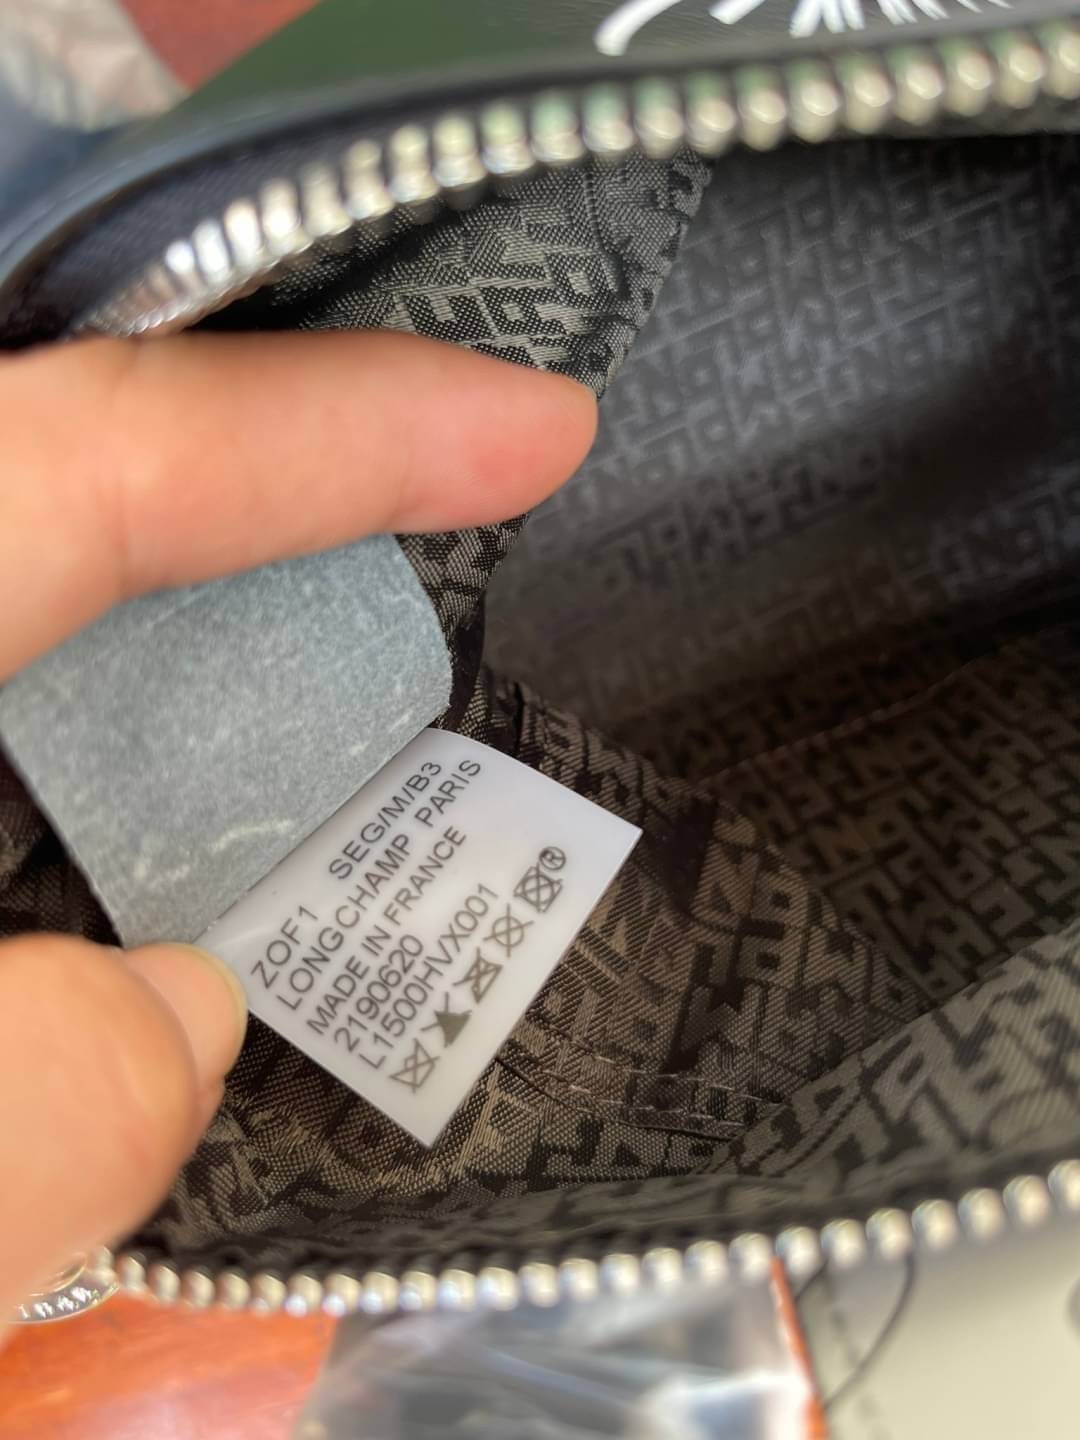 ZOF1 SEG/M/B3
LONGCHAMP PARIS
MADE IN FRANCE
2190620
L1500HVX001
®